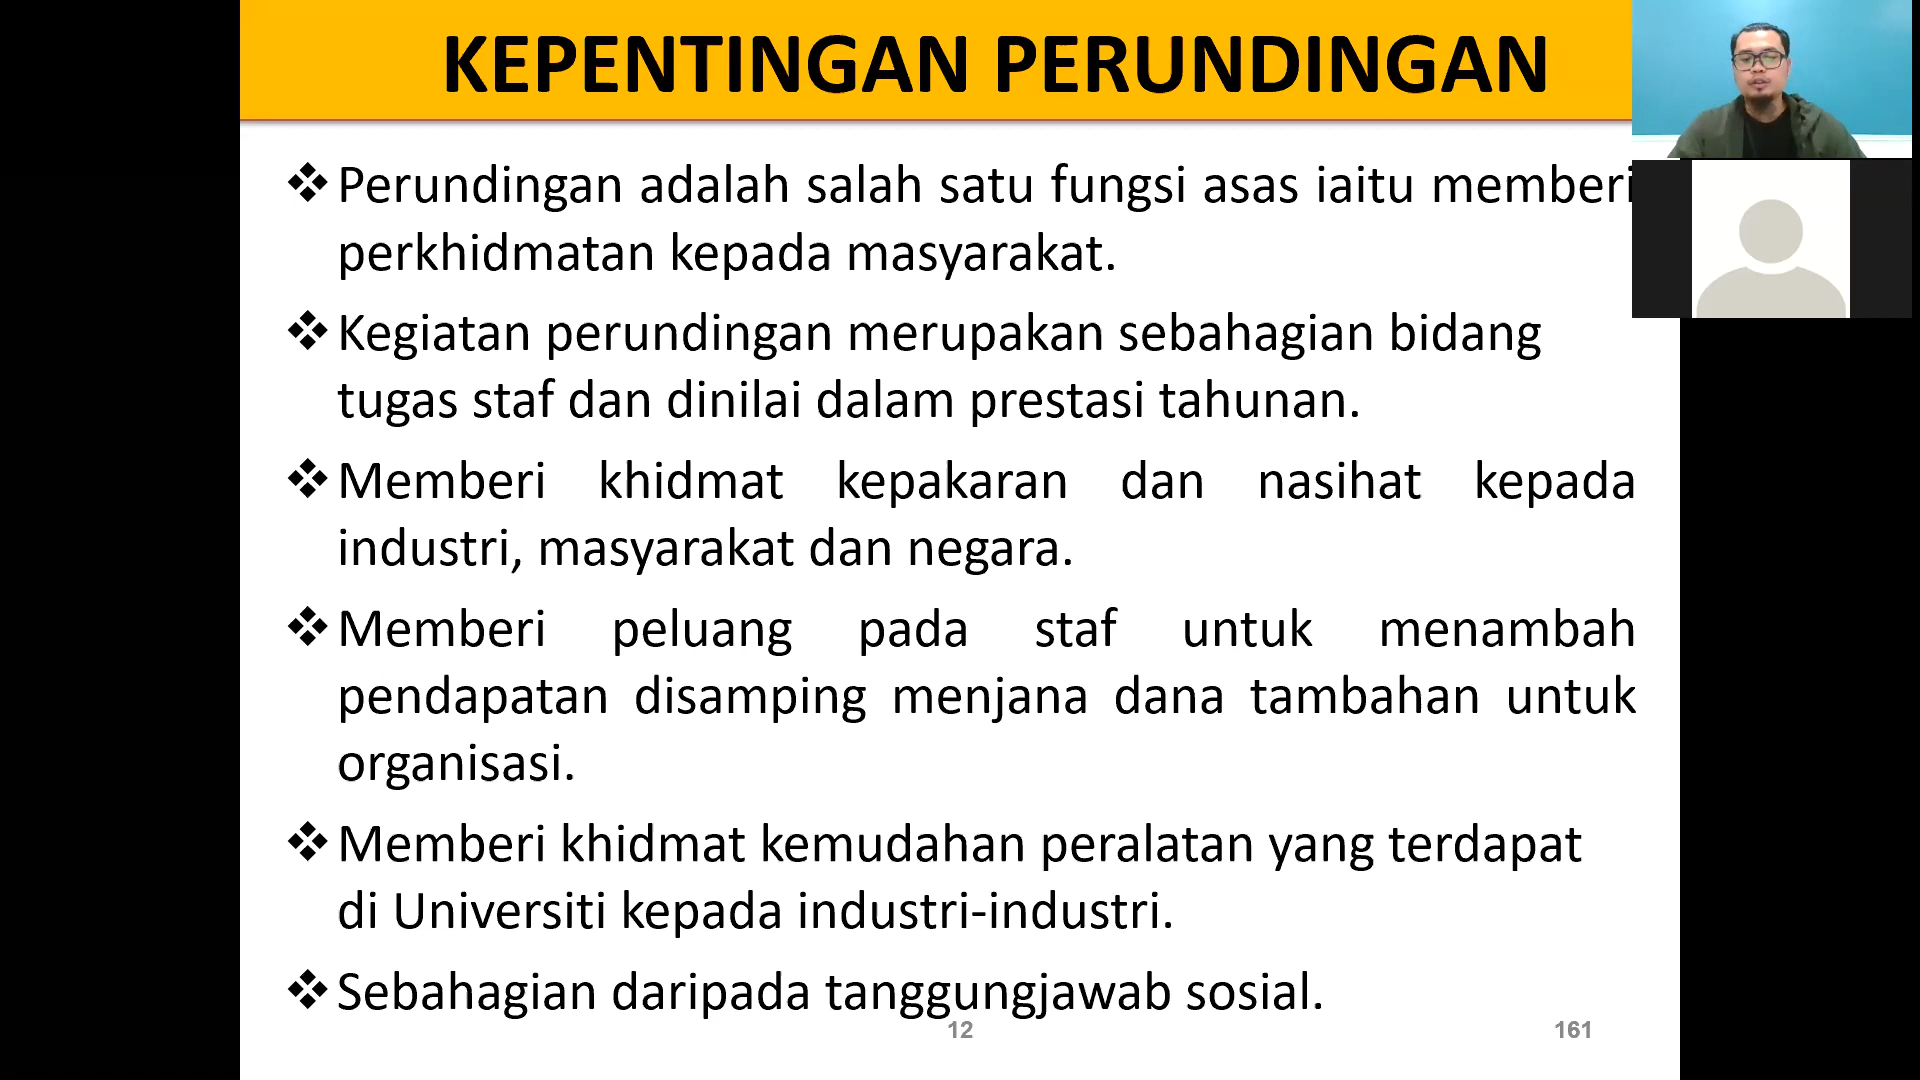 KEPENTINGAN PERUNDINGAN
❖Perundingan adalah salah satu fungsi asas iaitu memberi
perkhidmatan kepada masyarakat.
❖Kegiatan perundingan merupakan sebahagian bidang
tugas staf dan dinilai dalam prestasi tahunan.
❖Memberi khidmat kepakaran dan nasihat kepada
industri, masyarakat dan negara.
❖Memberi peluang pada staf untuk menambah
pendapatan disamping menjana dana tambahan untuk
organisasi.
❖Memberi khidmat kemudahan peralatan yang terdapat
di Universiti kepada industri-industri.
❖Sebahagian daripada tanggungjawab sosial.
12
161